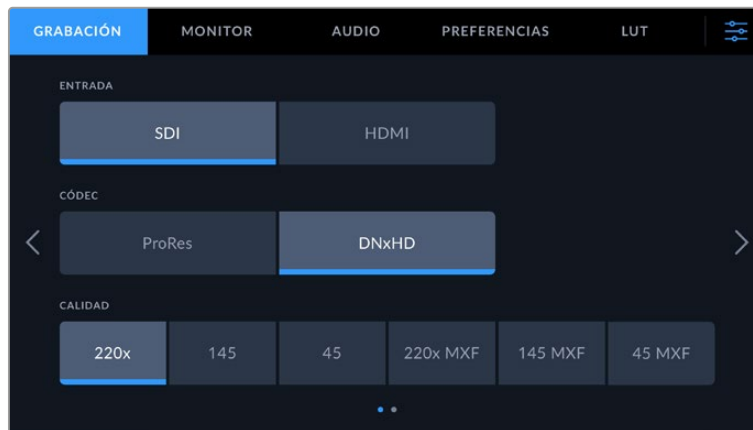 GRABACIÓN MONITOR AUDIO PREFERENCIAS LUT
ENTRADA
SDI HDMI
CÓDEC
ProRes DNxHD
CALIDAD
220x 145 45 220x MXF 145 MXF 45 MXF